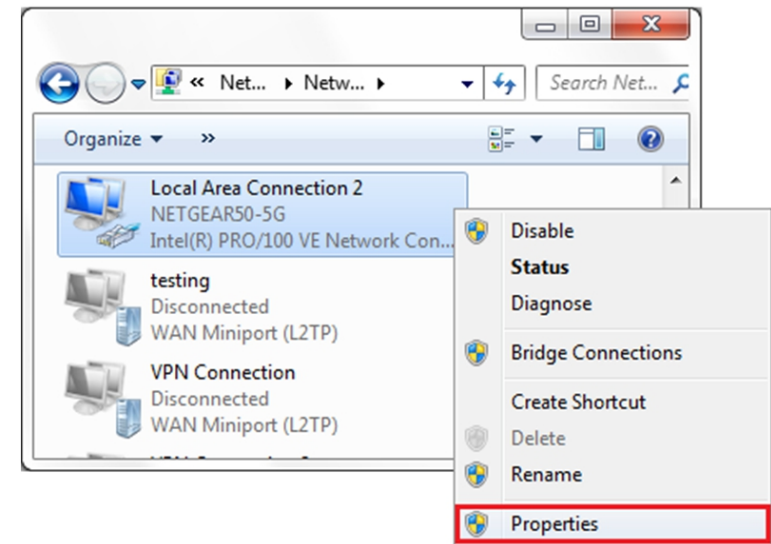 « Net... Netw...
Search Net...
Organize »
Local Area Connection 2
NETGEAR50-5G
Intel(R) PRO/100 VE Network Con...
testing
Disconnected
WAN Miniport (L2TP)
VPN Connection
Disconnected
WAN Miniport (L2TP)
Disable
Status
Diagnose
Bridge Connections
Create Shortcut
Delete
Rename
Properties